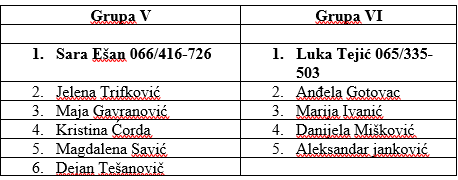 Grupa V
Grupa VI
1. Sara Ešan 066/416-726
1. Luka Tejić 065/335-
503
2. Jelena Trifković
2. Anđela Gotovac
3. Maja Gavranović
3. Marija Ivanić
4. Kristina Ćorda
4. Danijela Mišković
5. Magdalena Savić
5. Aleksandar janković
6. Dejan Tešanovič